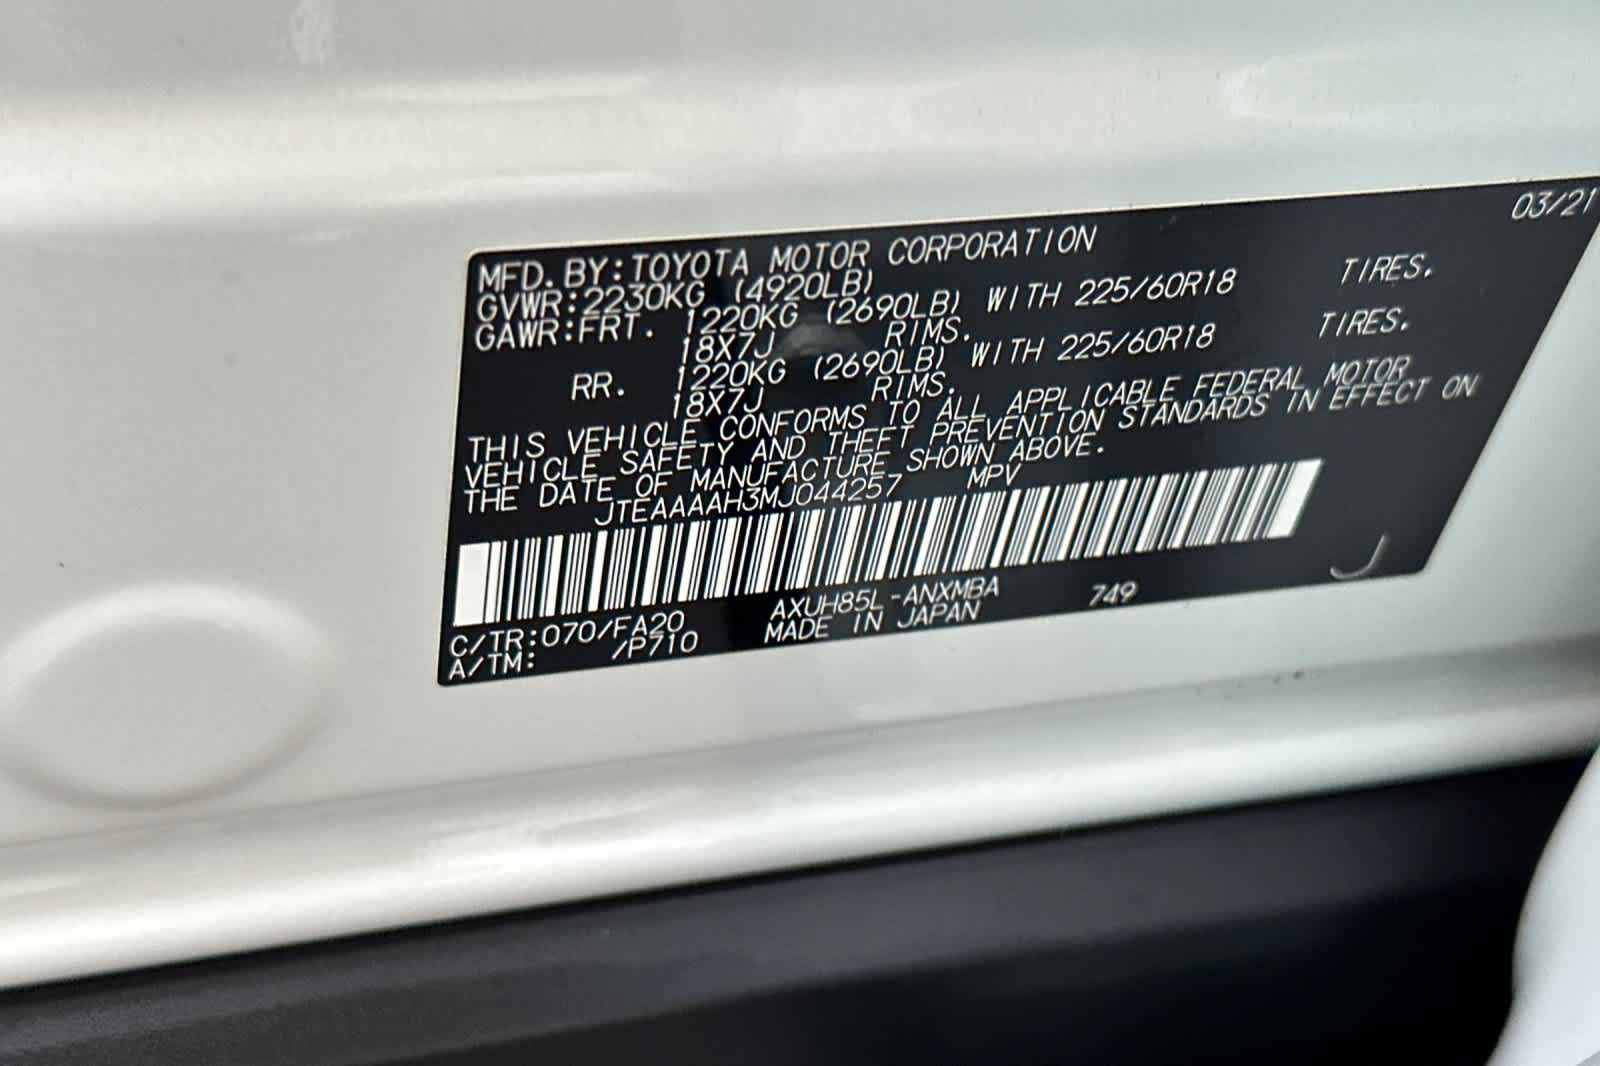 03/21
MFD. BY: TOYOTA MOTOR CORPORATION
GVWR: 2230KG (4920LB)
GAWR: FRT. 1220KG (2690LB) WITH 225/60R18 TIRES.
18X7J RIMS.
RR. 1220KG (2690LB) WITH 225/60R18 TIRES.
18X7J RIMS.
THIS VEHICLE CONFORMS TO ALL APPLICABLE FEDERAL MOTOR
VEHICLE SAFETY AND THEFT PREVENTION STANDARDS IN EFFECT ON
THE DATE OF MANUFACTURE SHOWN ABOVE.
JTEAAAAH3MJ044257 MPV
C/TR: 070/FA20 AXUH85L-ANXMBA 749 J
A/TM: /P710 MADE IN JAPAN